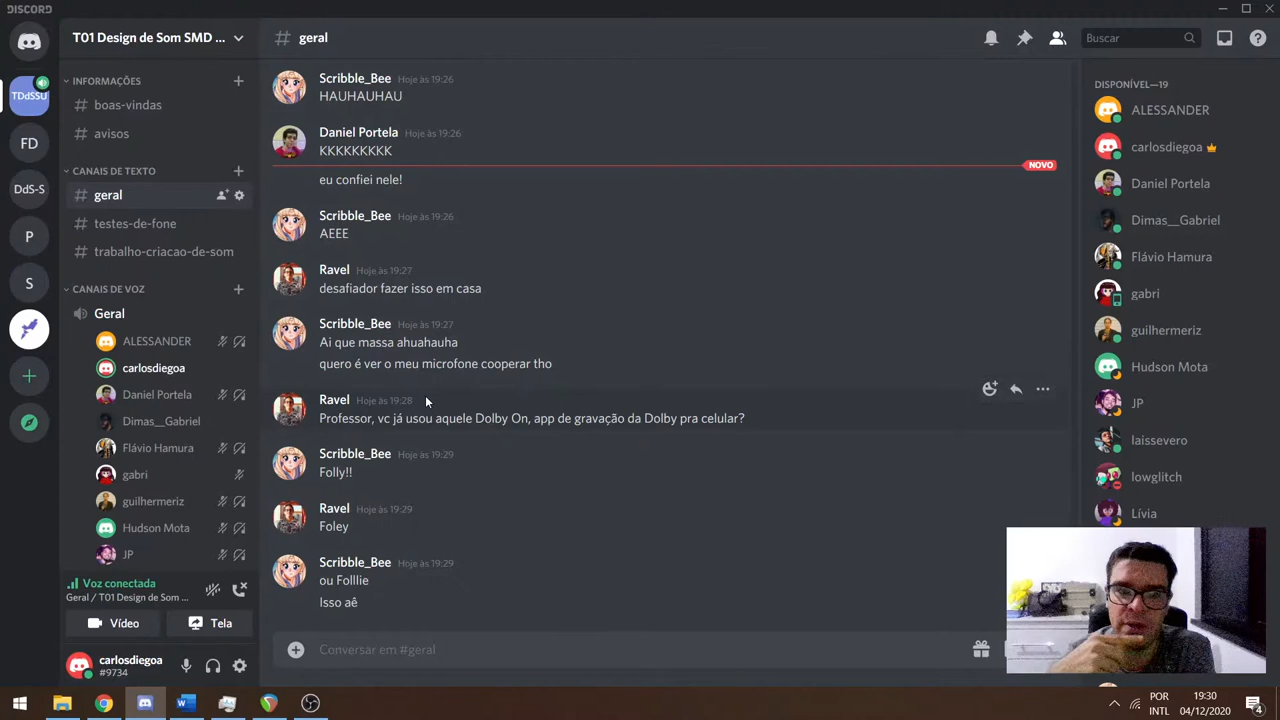 DISCORD
TDdSSU
FD
DdS-S
P
S
T01 Design de Som SMD ...
INFORMAÇÕES
boas-vindas
avisos
CANAIS DE TEXTO
geral
testes-de-fone
trabalho-criacao-de-som
CANAIS DE VOZ
Geral
ALESSANDER
carlosdiegoa
Daniel Portela
Dimas__Gabriel
Flávio Hamura
gabri
guilhermeriz
Hudson Mota
JP
Voz conectada
Geral / T01 Design de Som ...
Vídeo
Tela
carlosdiegoa
#9734
# geral
Buscar
Scribble_Bee Hoje às 19:26
HAUHAUHAU
Daniel Portela Hoje às 19:26
KKKKKKKKK
NOVO
eu confiei nele!
Scribble_Bee Hoje às 19:26
AEEE
Ravel Hoje às 19:27
desafiador fazer isso em casa
Scribble_Bee Hoje às 19:27
Ai que massa ahuahauha
quero é ver o meu microfone cooperar tho
Ravel Hoje às 19:28
Professor, vc já usou aquele Dolby On, app de gravação da Dolby pra celular?
Scribble_Bee Hoje às 19:29
Folly!!
Ravel Hoje às 19:29
Foley
Scribble_Bee Hoje às 19:29
ou Folllie
Isso aê
Conversar em #geral
DISPONÍVEL—19
ALESSANDER
carlosdiegoa
Daniel Portela
Dimas__Gabriel
Flávio Hamura
gabri
guilhermeriz
Hudson Mota
JP
laissevero
lowglitch
Lívia
POR
INTL
19:30
04/12/2020
4